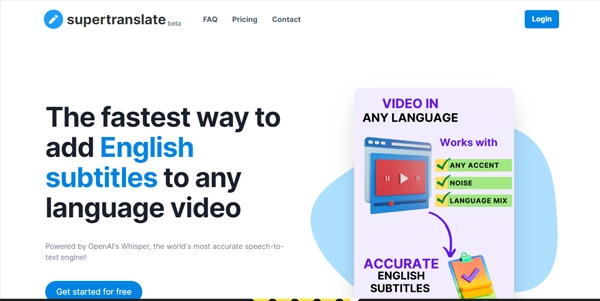 supertranslate beta
FAQ Pricing Contact
Login
The fastest way to
add English
subtitles to any
language video
Powered by OpenAI's Whisper, the world's most accurate speech-to-
text engine!
Get started for free
VIDEO IN
ANY LANGUAGE
Works with
ANY ACCENT
NOISE
LANGUAGE MIX
ACCURATE
ENGLISH
SUBTITLES